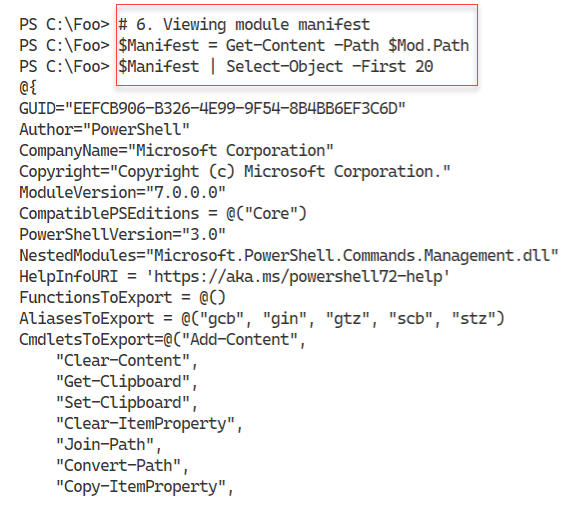 PS C:\Foo> # 6. Viewing module manifest
PS C:\Foo> $Manifest = Get-Content -Path $Mod.Path
PS C:\Foo> $Manifest | Select-Object -First 20
@{
GUID="EEFCB906-B326-4E99-9F54-8B4BB6EF3C6D"
Author="PowerShell"
CompanyName="Microsoft Corporation"
Copyright="Copyright (c) Microsoft Corporation."
ModuleVersion="7.0.0.0"
CompatiblePSEditions = @("Core")
PowerShellVersion="3.0"
NestedModules="Microsoft.PowerShell.Commands.Management.dll"
HelpInfoURI = 'https://aka.ms/powershell72-help'
FunctionsToExport = @()
AliasesToExport = @("gcb", "gin", "gtz", "scb", "stz")
CmdletsToExport=@("Add-Content",
    "Clear-Content",
    "Get-Clipboard",
    "Set-Clipboard",
    "Clear-ItemProperty",
    "Join-Path",
    "Convert-Path",
    "Copy-ItemProperty",